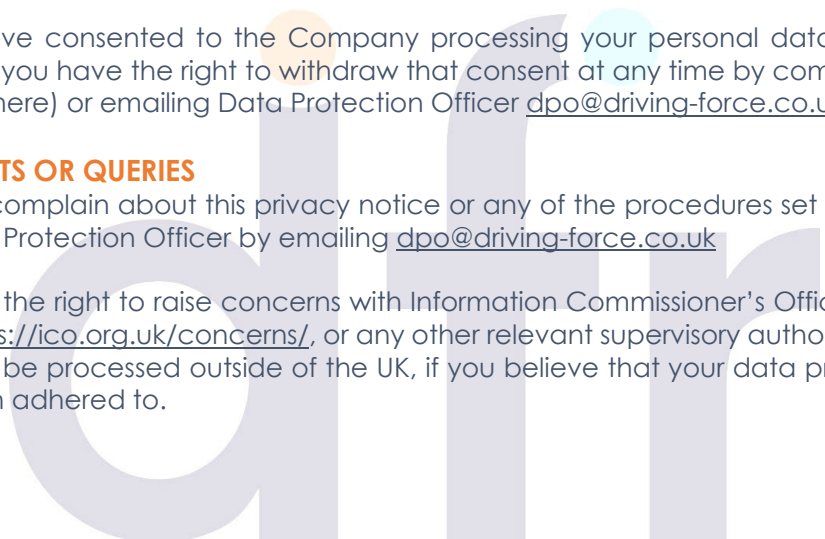 ve consented to the Company processing your personal data
you have the right to withdraw that consent at any time by com
here) or emailing Data Protection Officer dpo@driving-force.co.u
TS OR QUERIES
complain about this privacy notice or any of the procedures set
Protection Officer by emailing dpo@driving-force.co.uk
the right to raise concerns with Information Commissioner's Offic
s://ico.org.uk/concerns/, or any other relevant supervisory autho
be processed outside of the UK, if you believe that your data pr
adhered to.
dfr